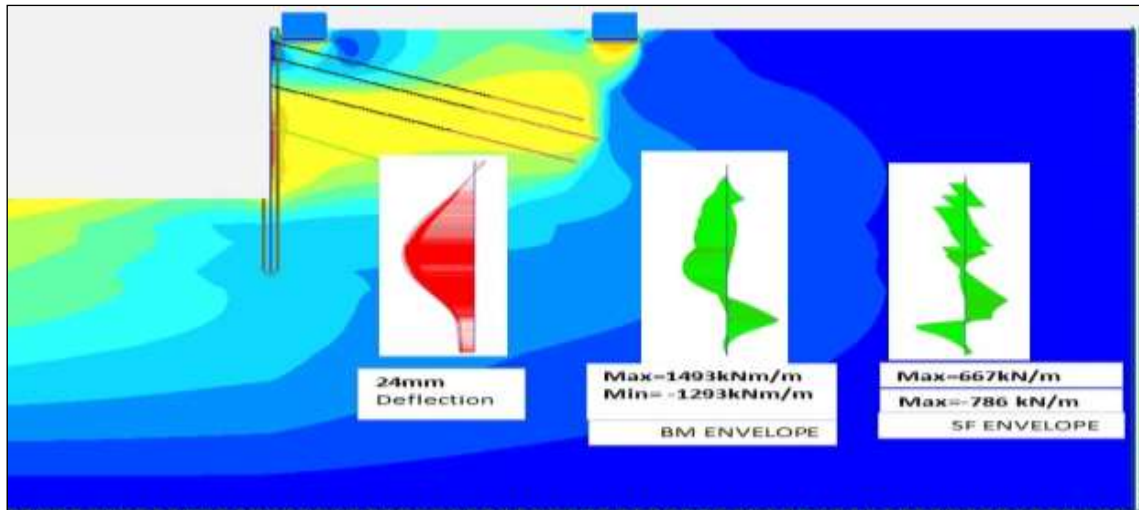 24mm
Deflection
Max=1493kNm/m
Min= -1293kNm/m
BM ENVELOPE
Max=667kN/m
Max=-786 kN/m
SF ENVELOPE